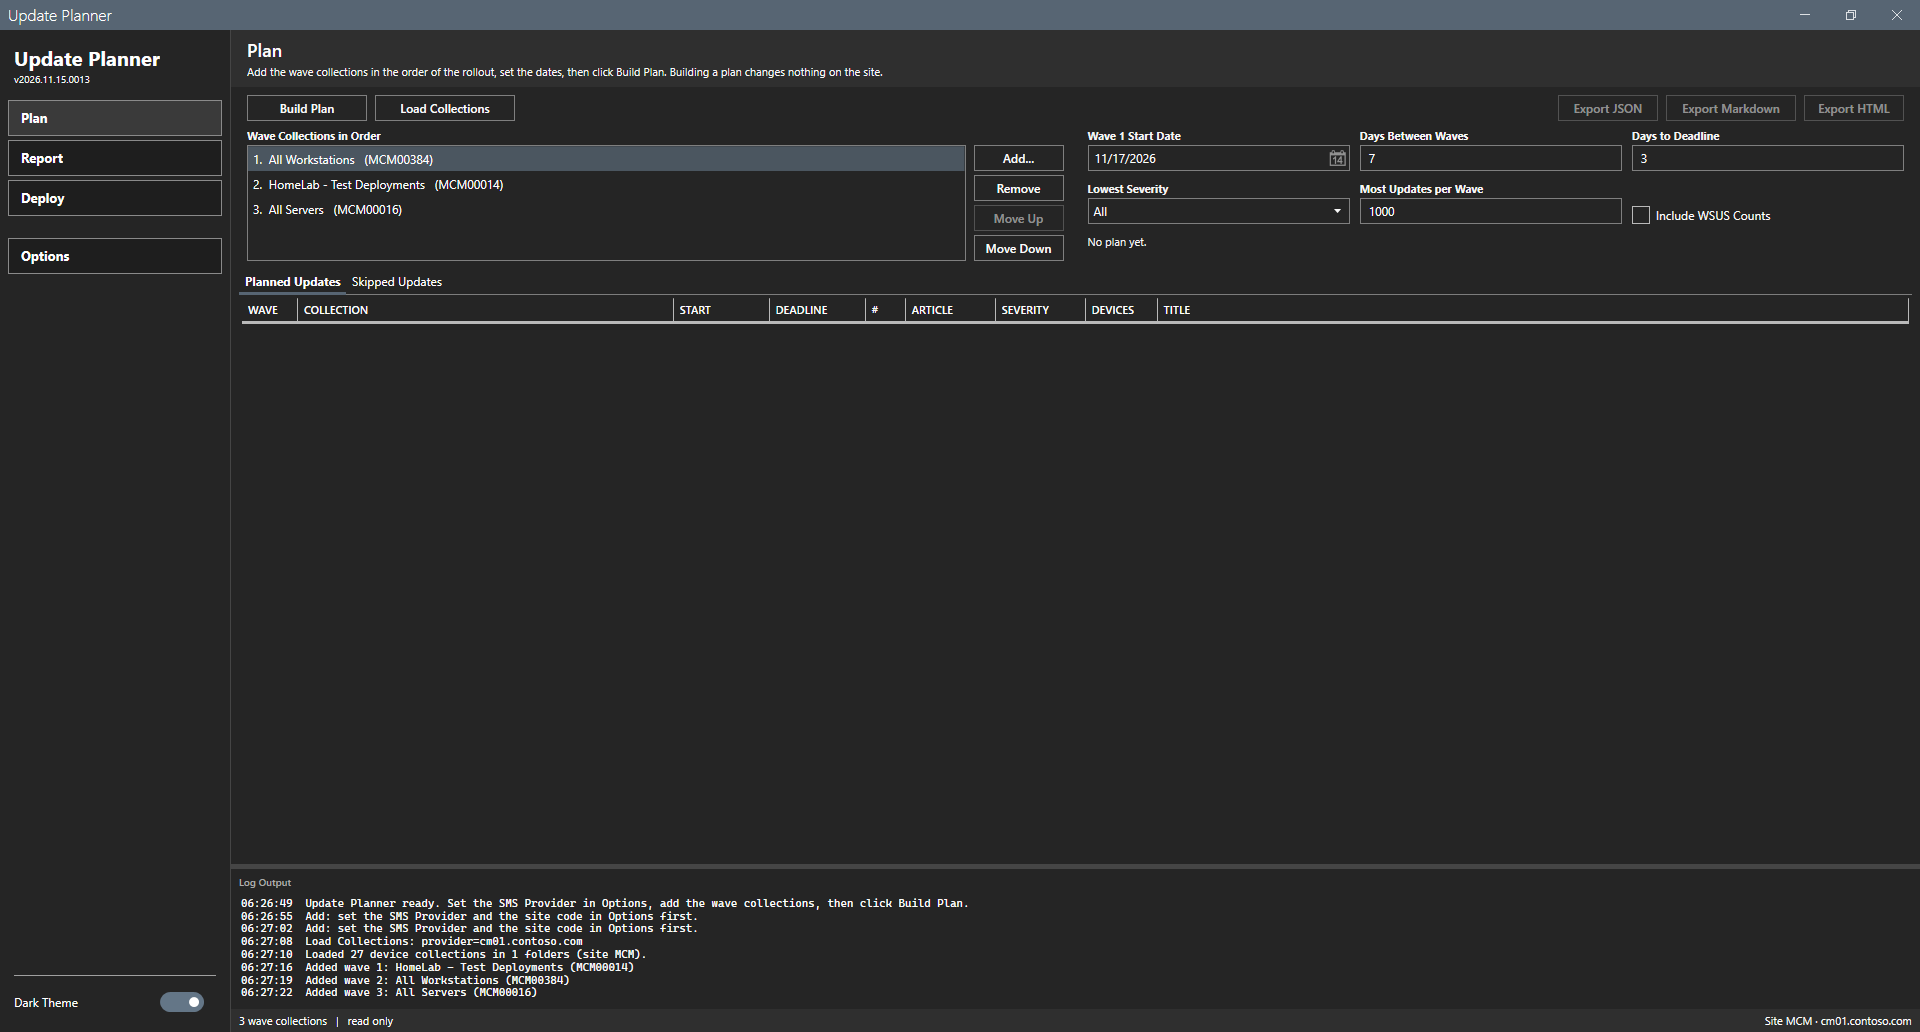 Update Planner
Update Planner
v2026.11.15.0013
Plan
Report
Deploy
Options
Dark Theme
Plan
Add the wave collections in the order of the rollout, set the dates, then click Build Plan. Building a plan changes nothing on the site.
Build Plan
Load Collections
Export JSON
Export Markdown
Export HTML
Wave Collections in Order
1. All Workstations (MCM00384)
2. HomeLab - Test Deployments (MCM00014)
3. All Servers (MCM00016)
Add...
Remove
Move Up
Move Down
Wave 1 Start Date
11/17/2026
14
Days Between Waves
7
Days to Deadline
3
Lowest Severity
All
Most Updates per Wave
1000
Include WSUS Counts
No plan yet.
Planned Updates Skipped Updates
WAVE COLLECTION START DEADLINE # ARTICLE SEVERITY DEVICES TITLE
Log Output
06:26:49 Update Planner ready. Set the SMS Provider in Options, add the wave collections, then click Build Plan.
06:26:55 Add: set the SMS Provider and the site code in Options first.
06:27:02 Add: set the SMS Provider and the site code in Options first.
06:27:08 Load Collections: provider=cm01.contoso.com
06:27:10 Loaded 27 device collections in 1 folders (site MCM).
06:27:16 Added wave 1: HomeLab - Test Deployments (MCM00014)
06:27:19 Added wave 2: All Workstations (MCM00384)
06:27:22 Added wave 3: All Servers (MCM00016)
3 wave collections | read only
Site MCM · cm01.contoso.com